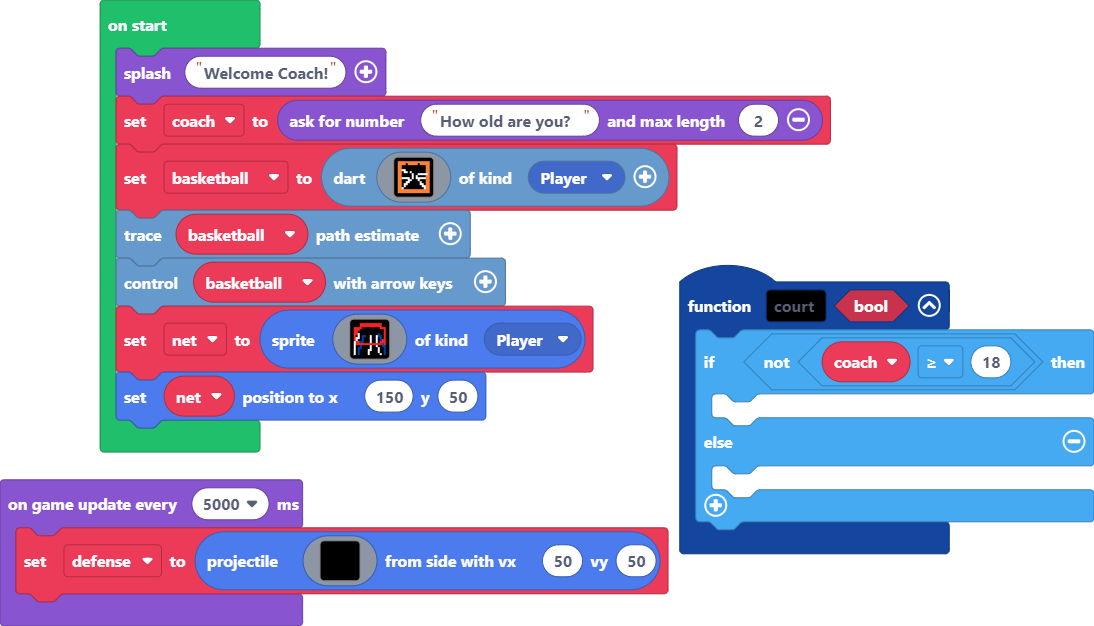 on start
splash "Welcome Coach!"
set coach to ask for number "How old are you? " and max length 2
set basketball to dart of kind Player
trace basketball path estimate
control basketball with arrow keys
set net to sprite of kind Player
set net position to x 150 y 50
function court bool
if not coach ≥ 18 then
else
on game update every 5000 ms
set defense to projectile from side with vx 50 vy 50